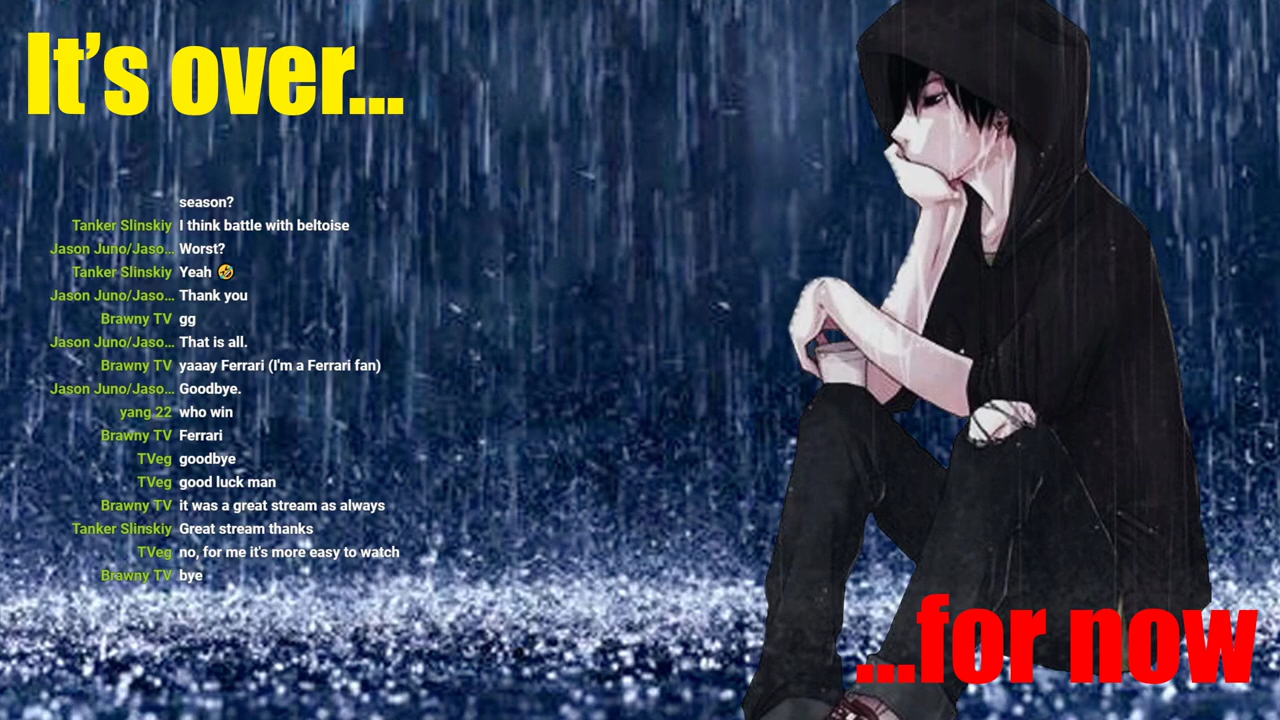 It's over...
season?
Tanker Slinskiy I think battle with beltoise
Jason Juno/Jaso... Worst?
Tanker Slinskiy Yeah 🤣
Jason Juno/Jaso... Thank you
Brawny TV gg
Jason Juno/Jaso... That is all.
Brawny TV yaaay Ferrari (I'm a Ferrari fan)
Jason Juno/Jaso... Goodbye.
yang 22 who win
Brawny TV Ferrari
TVeg goodbye
TVeg good luck man
Brawny TV it was a great stream as always
Tanker Slinskiy Great stream thanks
TVeg no, for me it's more easy to watch
Brawny TV bye
...for now